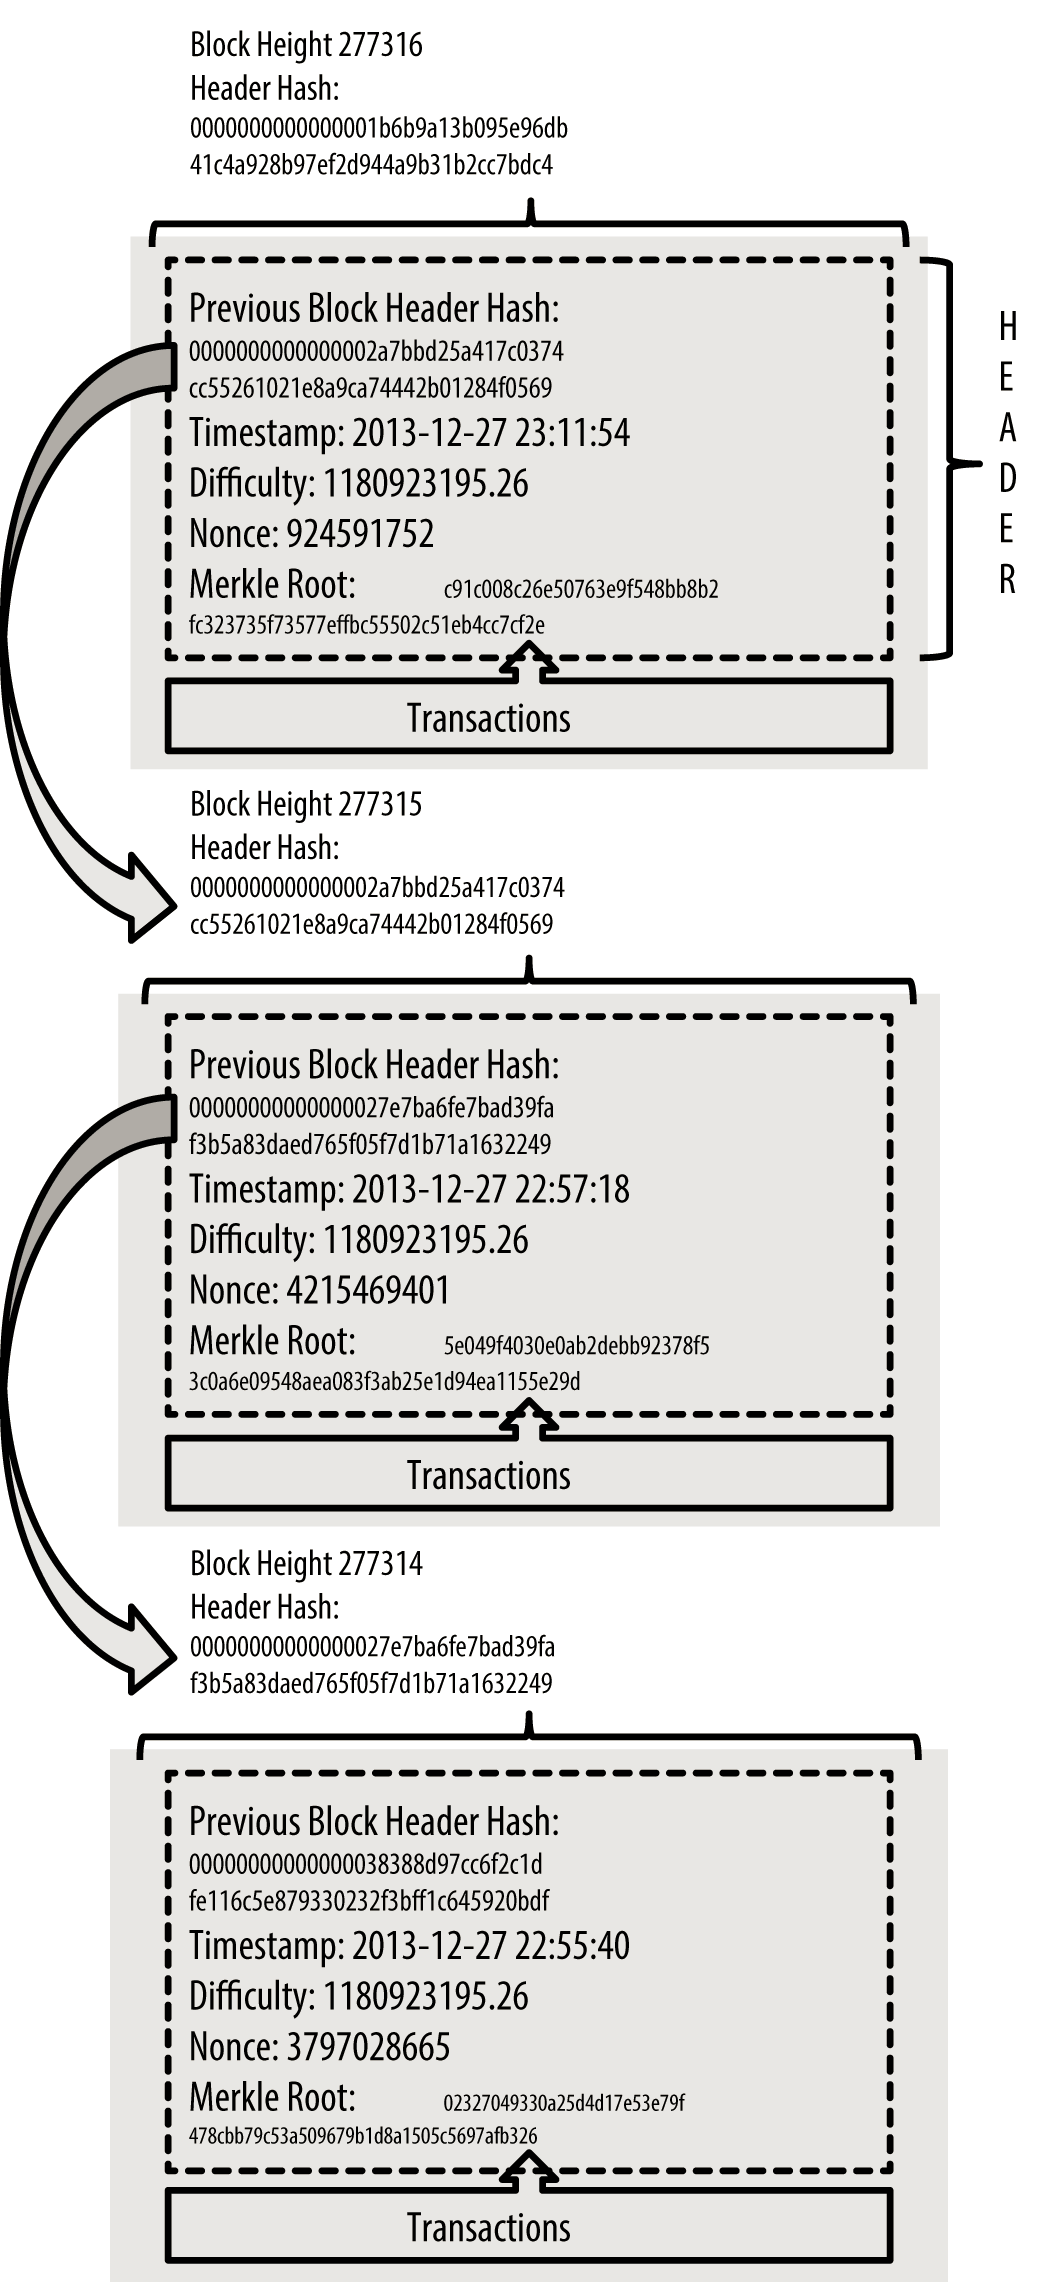 Block Height 277316
Header Hash:
0000000000000001b6b9a13b095e96db
41c4a928b97ef2d944a9b31b2cc7bdc4
Previous Block Header Hash:
0000000000000002a7bbd25a417c0374
cc55261021e8a9ca74442b01284f0569
Timestamp: 2013-12-27 23:11:54
Difficulty: 1180923195.26
Nonce: 924591752
Merkle Root: c91c008c26e50763e9f548bb8b2
fc323735f73577effbc55502c51eb4cc7cf2e
HEADER
Transactions
Block Height 277315
Header Hash:
0000000000000002a7bbd25a417c0374
cc55261021e8a9ca74442b01284f0569
Previous Block Header Hash:
00000000000000027e7ba6fe7bad39fa
f3b5a83daed765f05f7d1b71a1632249
Timestamp: 2013-12-27 22:57:18
Difficulty: 1180923195.26
Nonce: 4215469401
Merkle Root: 5e049f4030e0ab2debb92378f5
3c0a6e09548aea083f3ab25e1d94ea1155e29d
Transactions
Block Height 277314
Header Hash:
00000000000000027e7ba6fe7bad39fa
f3b5a83daed765f05f7d1b71a1632249
Previous Block Header Hash:
00000000000000038388d97cc6f2c1d
fe116c5e879330232f3bff1c645920bdf
Timestamp: 2013-12-27 22:55:40
Difficulty: 1180923195.26
Nonce: 3797028665
Merkle Root: 02327049330a25d4d17e53e79f
478cbb79c53a509679b1d8a1505c5697afb326
Transactions